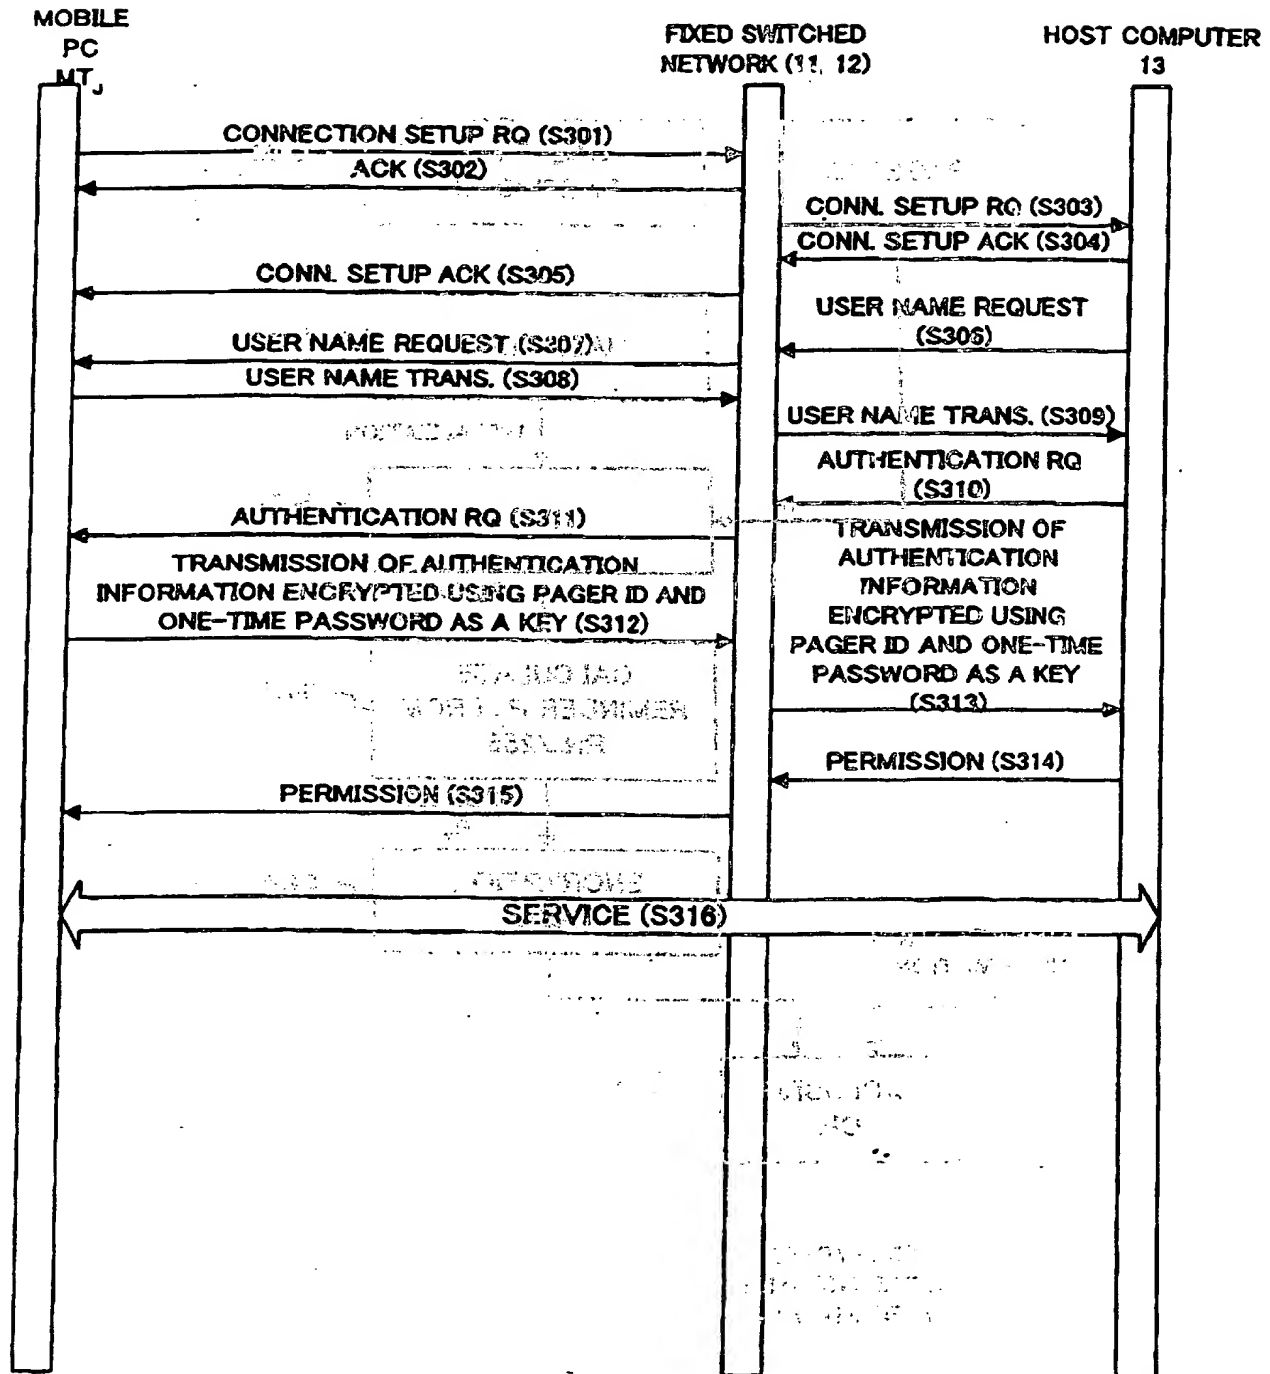 MOBILE
PC
MT J
FIXED SWITCHED
NETWORK (11, 12)
HOST COMPUTER
13
CONNECTION SETUP RQ (S301)
ACK (S302)
CONN. SETUP RQ (S303)
CONN. SETUP ACK (S304)
CONN. SETUP ACK (S305)
USER NAME REQUEST
(S306)
USER NAME REQUEST (S307)
USER NAME TRANS. (S308)
USER NAME TRANS. (S309)
AUTHENTICATION RQ
(S310)
AUTHENTICATION RQ (S311)
TRANSMISSION OF AUTHENTICATION
INFORMATION ENCRYPTED USING PAGER ID AND
ONE-TIME PASSWORD AS A KEY (S312)
TRANSMISSION OF
AUTHENTICATION
INFORMATION
ENCRYPTED USING
PAGER ID AND ONE-TIME
PASSWORD AS A KEY
(S313)
PERMISSION (S314)
PERMISSION (S315)
SERVICE (S316)